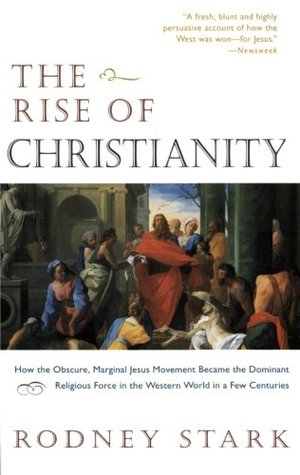 "A fresh, blunt and highly
persuasive account of how the
West was won—for Jesus."
—Newsweek
THE
RISE OF
CHRISTIANITY
How the Obscure, Marginal Jesus Movement Became the Dominant
Religious Force in the Western World in a Few Centuries
RODNEY STARK